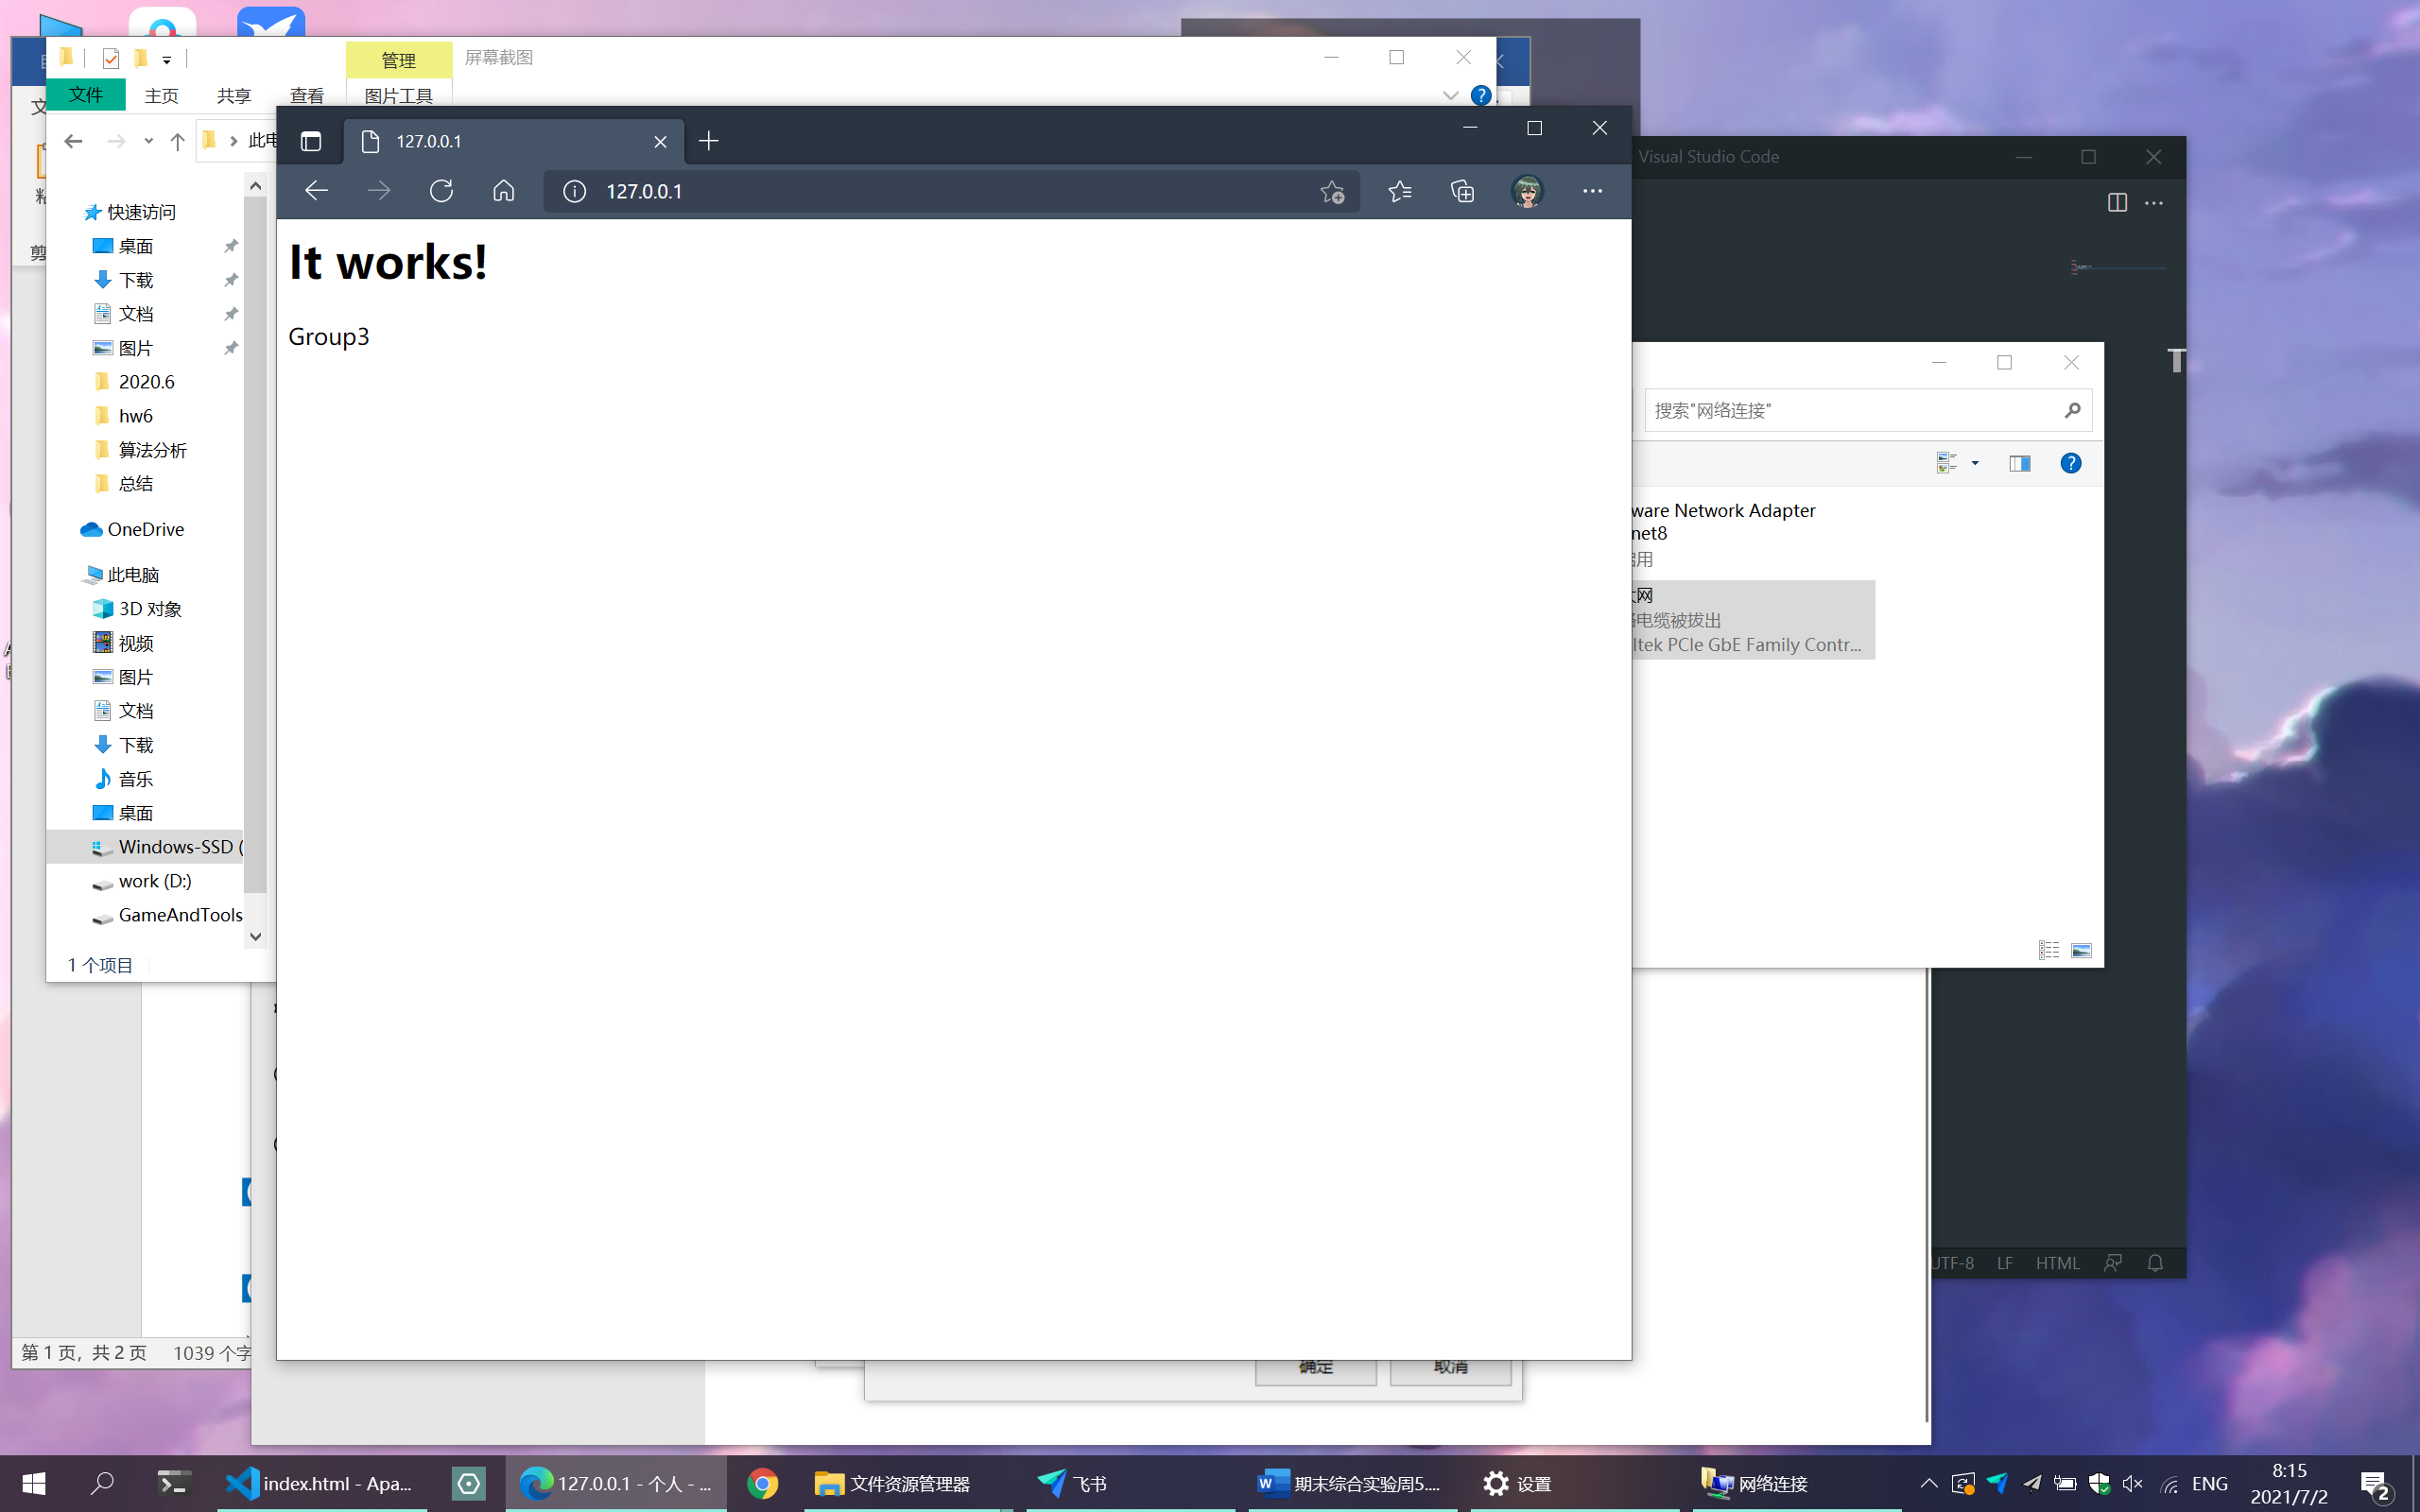 管理
屏幕截图
文件
主页
共享
查看
图片工具
127.0.0.1
127.0.0.1
It works!
Group3
快速访问
桌面
下载
文档
图片
2020.6
hw6
算法分析
总结
OneDrive
此电脑
3D 对象
视频
图片
文档
下载
音乐
桌面
Windows-SSD (
work (D:)
GameAndTools
1 个项目
Visual Studio Code
搜索"网络连接"
ware Network Adapter
net8
用
网
电缆被拔出
ltek PCIe GbE Family Contr...
UTF-8
LF
HTML
第 1 页，共 2 页
1039 个字
确定
取消
index.html - Apa...
127.0.0.1 - 个人 - ...
文件资源管理器
飞书
期末综合实验周5....
设置
网络连接
ENG
8:15
2021/7/2
2